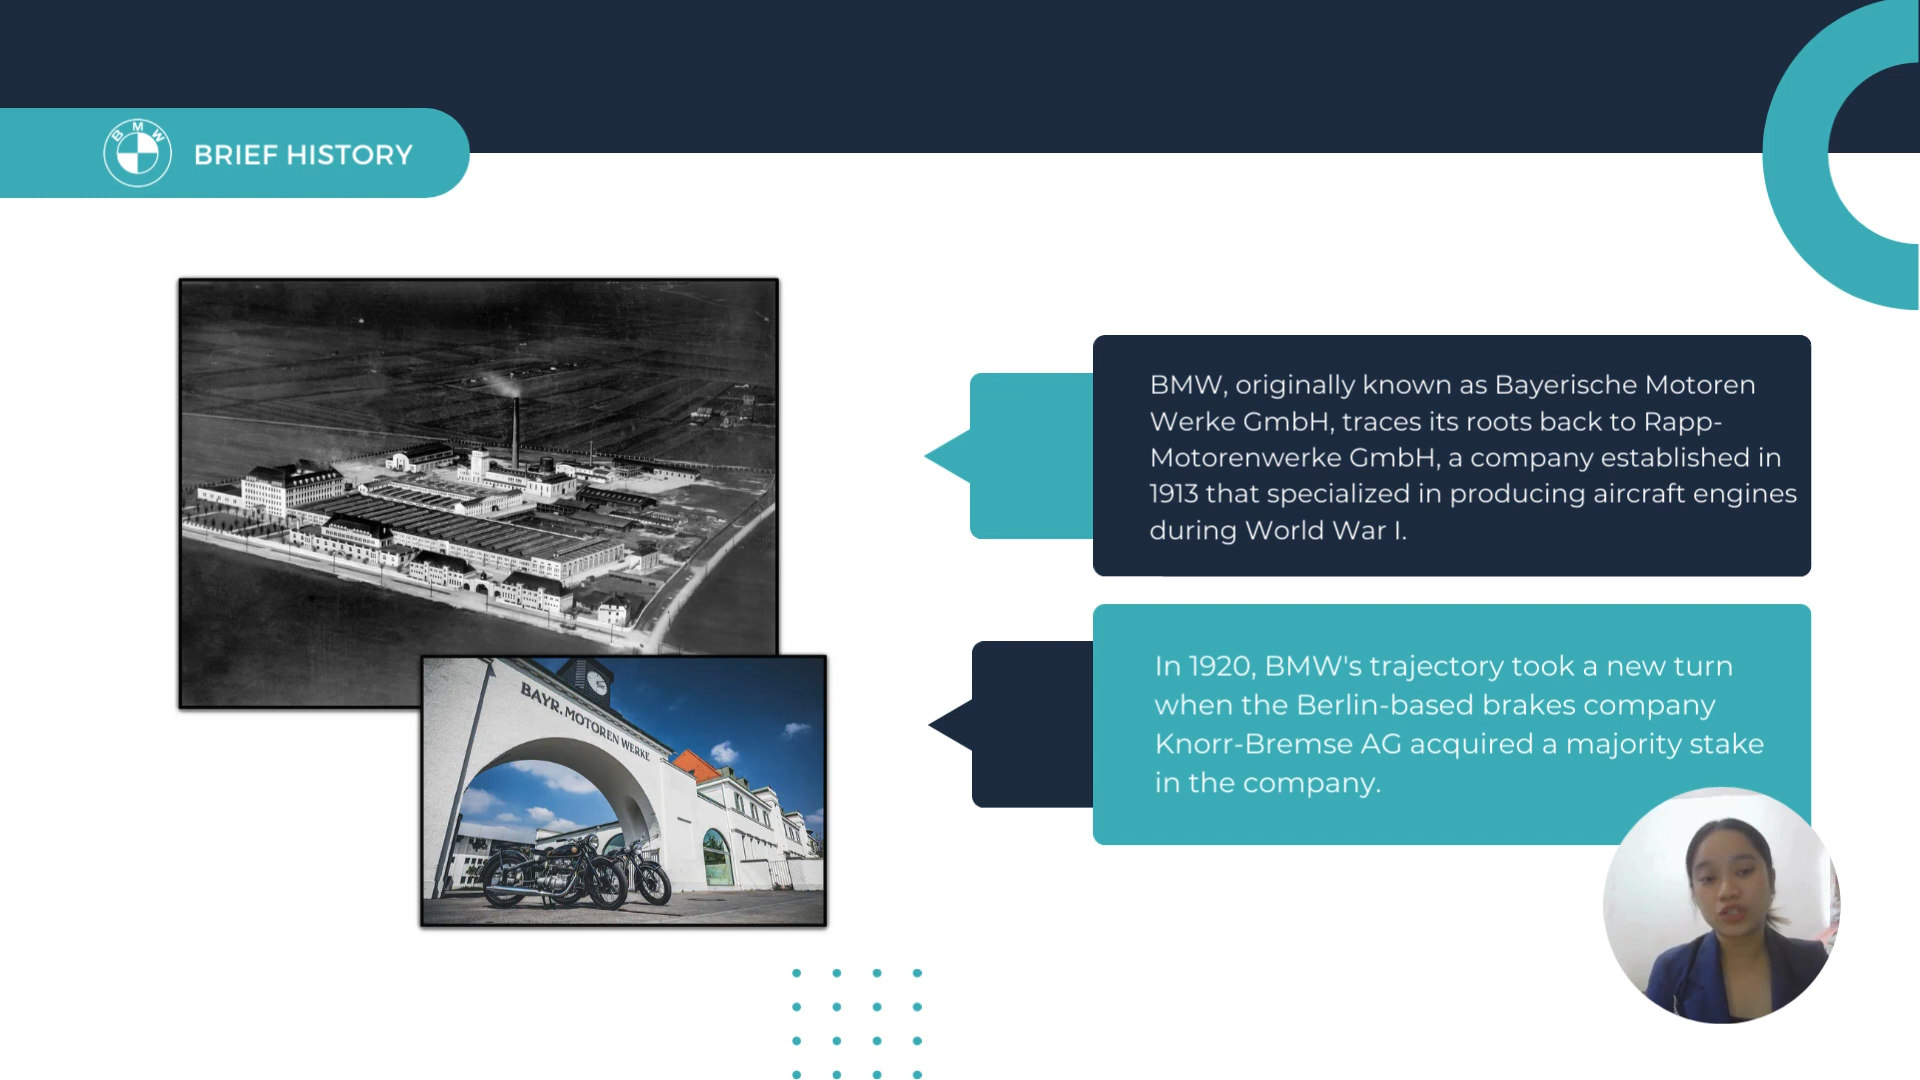 BMW
BRIEF HISTORY
BAYR. MOTOREN WERKE
BMW, originally known as Bayerische Motoren
Werke GmbH, traces its roots back to Rapp-
Motorenwerke GmbH, a company established in
1913 that specialized in producing aircraft engines
during World War I.
In 1920, BMW's trajectory took a new turn
when the Berlin-based brakes company
Knorr-Bremse AG acquired a majority stake
in the company.